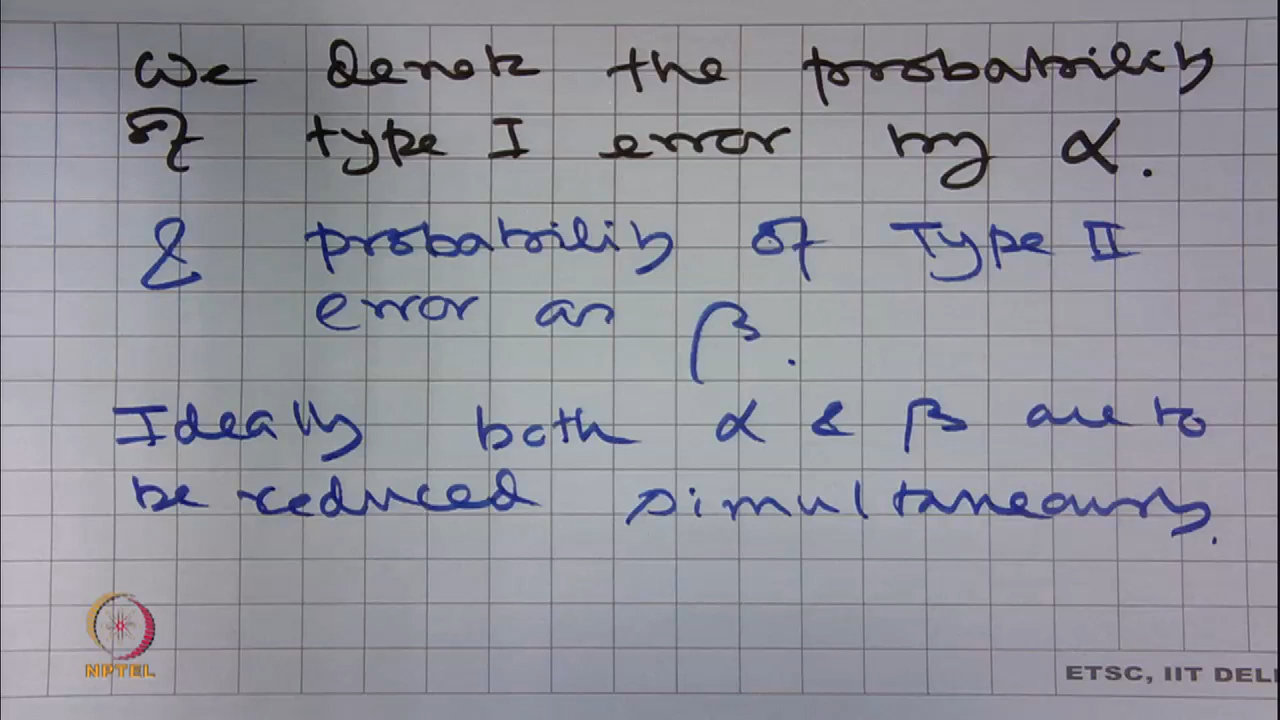 We denote the probability
of type I error by α.
& probability of Type II
error as β.
Ideally both α & β are to
be reduced simultaneously.
NPTEL
ETSC, IIT DEL